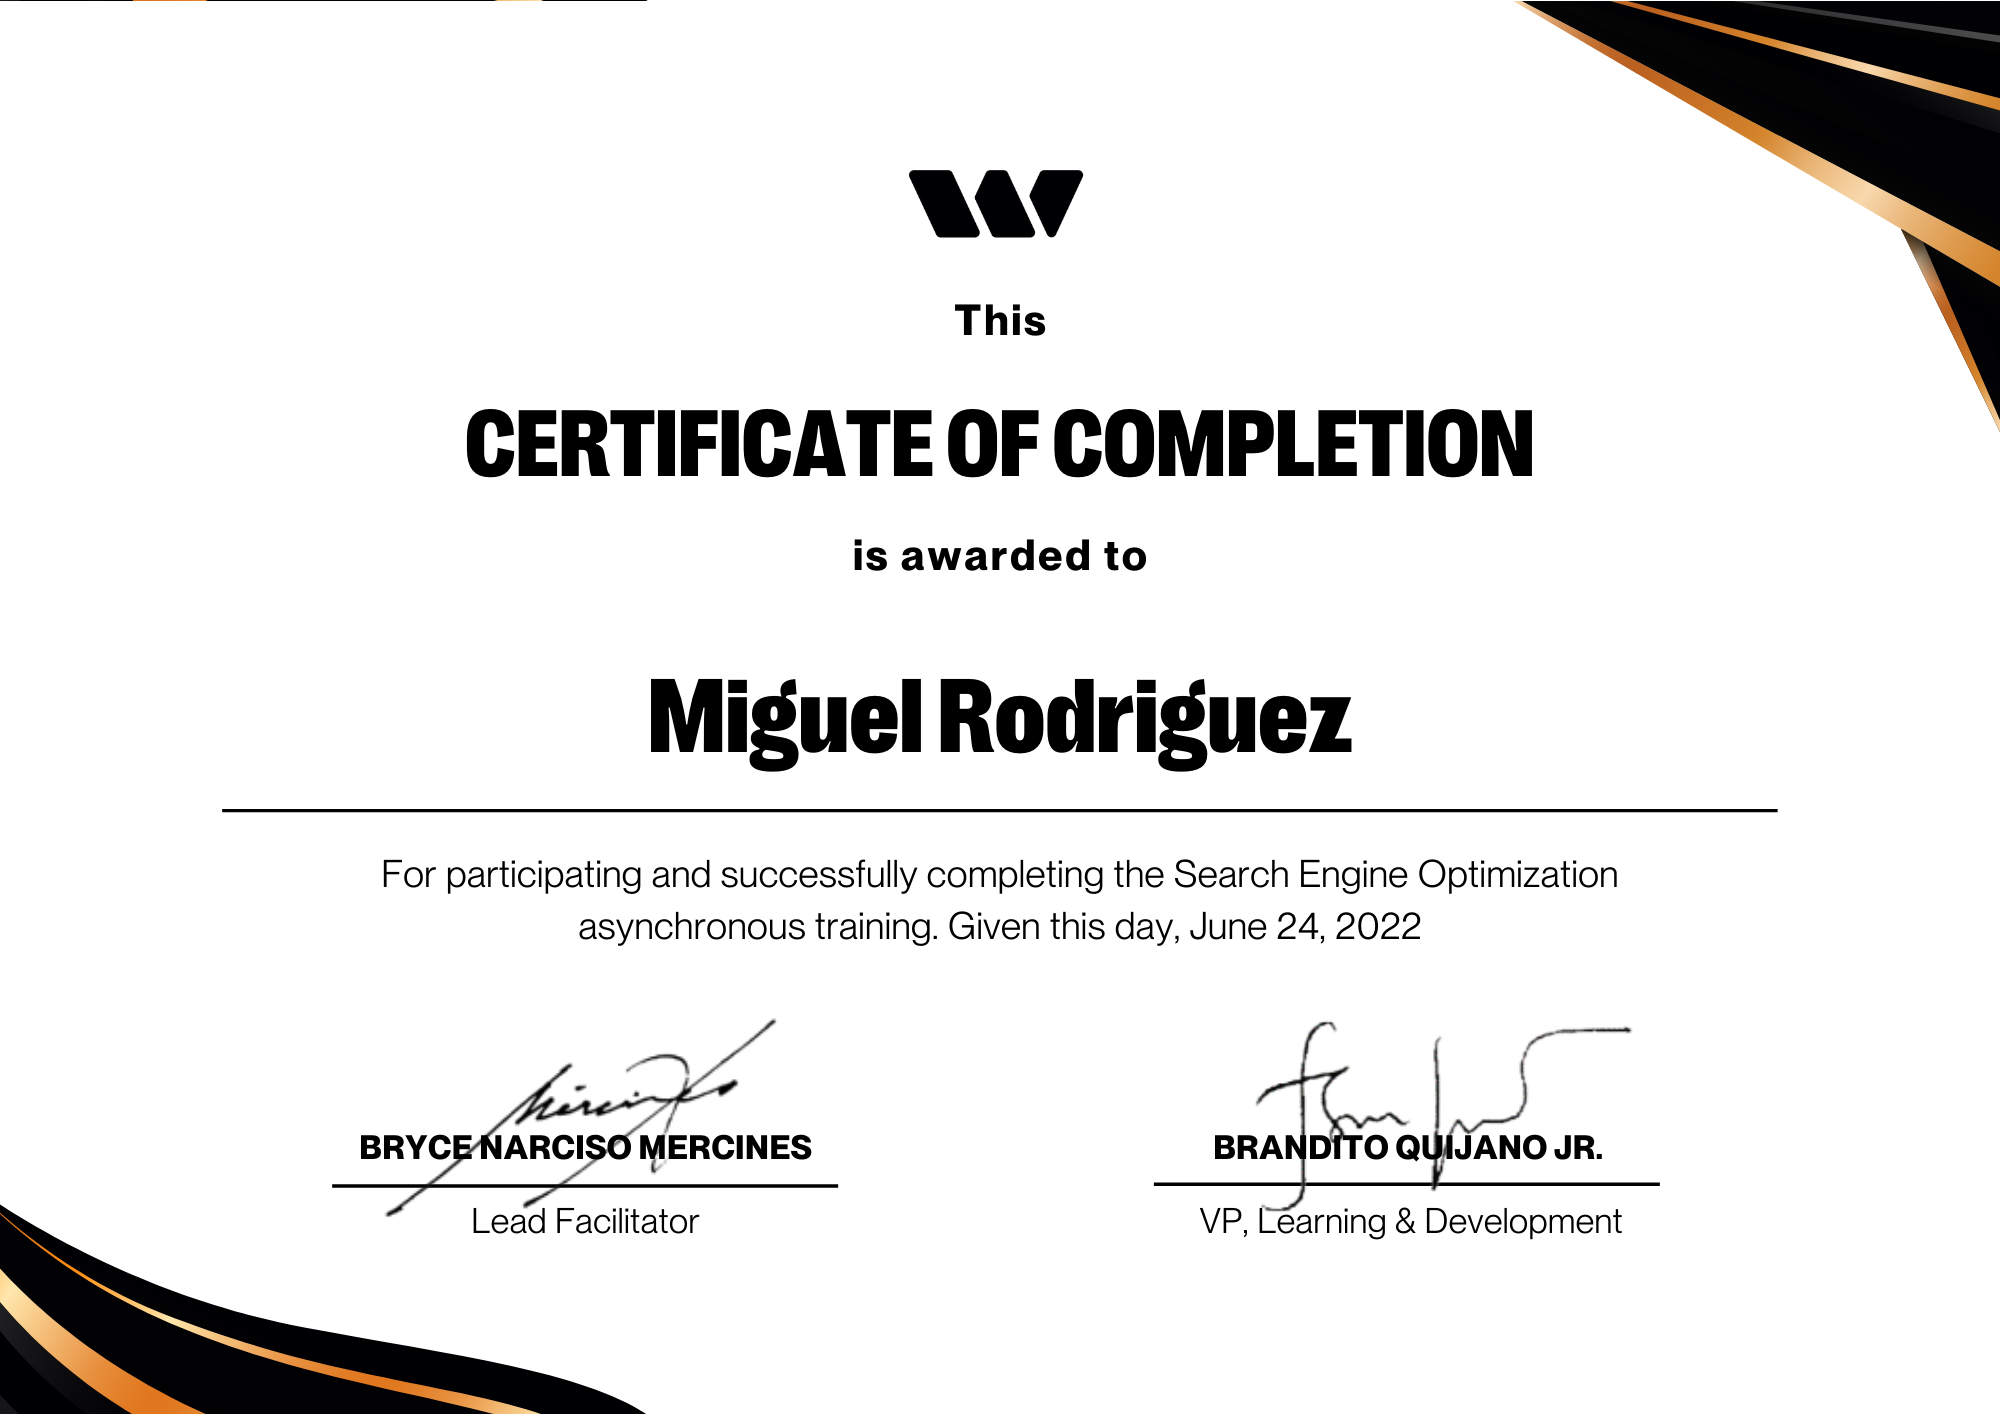 This
CERTIFICATE OF COMPLETION
is awarded to
Miguel Rodriguez
For participating and successfully completing the Search Engine Optimization
asynchronous training. Given this day, June 24, 2022
BRYCE NARCISO MERCINES
Lead Facilitator
BRANDITO QUIJANO JR.
VP, Learning & Development